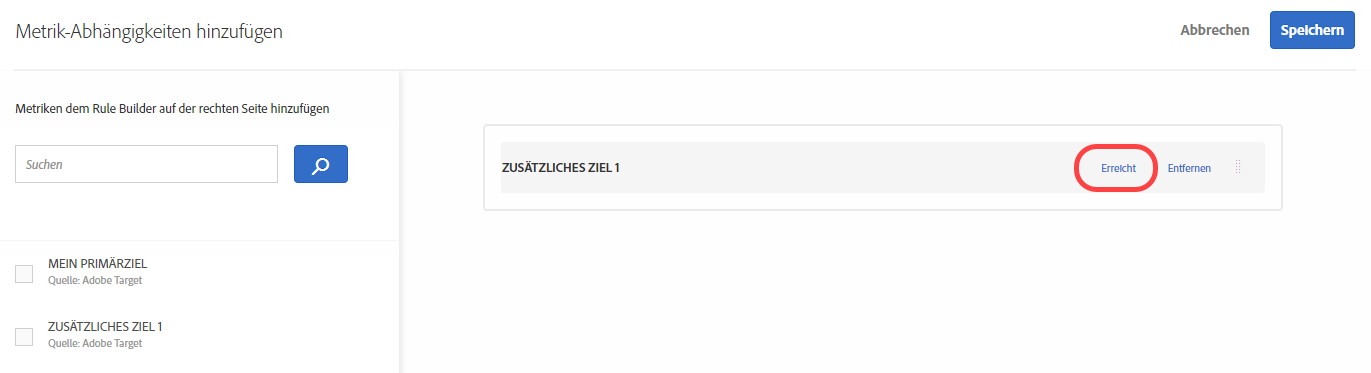 Metrik-Abhängigkeiten hinzufügen
Abbrechen
Speichern
Metriken dem Rule Builder auf der rechten Seite hinzufügen
Suchen
MEIN PRIMÄRZIEL
Quelle: Adobe Target
ZUSÄTZLICHES ZIEL 1
Quelle: Adobe Target
ZUSÄTZLICHES ZIEL 1
Erreicht
Entfernen